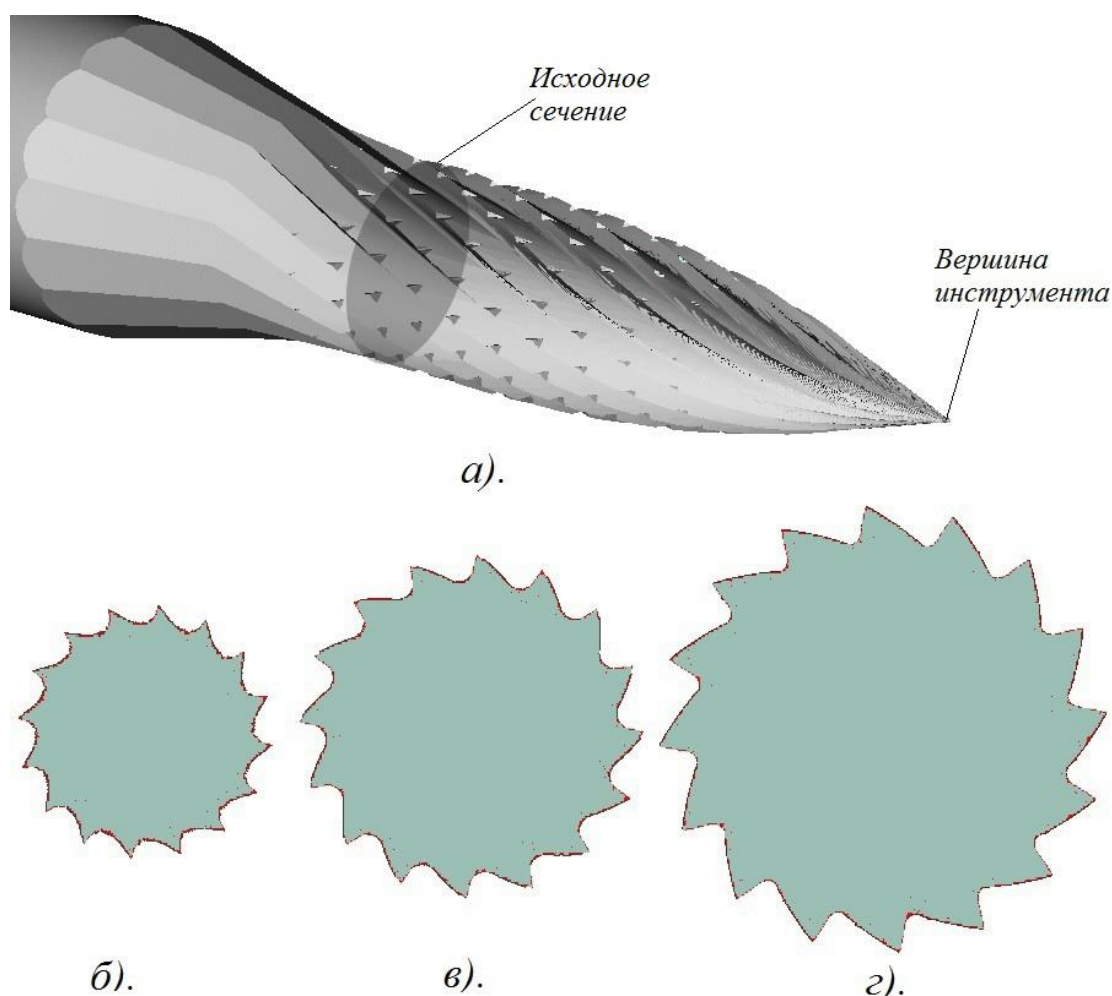 Исходное
сечение
Вершина
инструмента
а).
б).
в).
г).